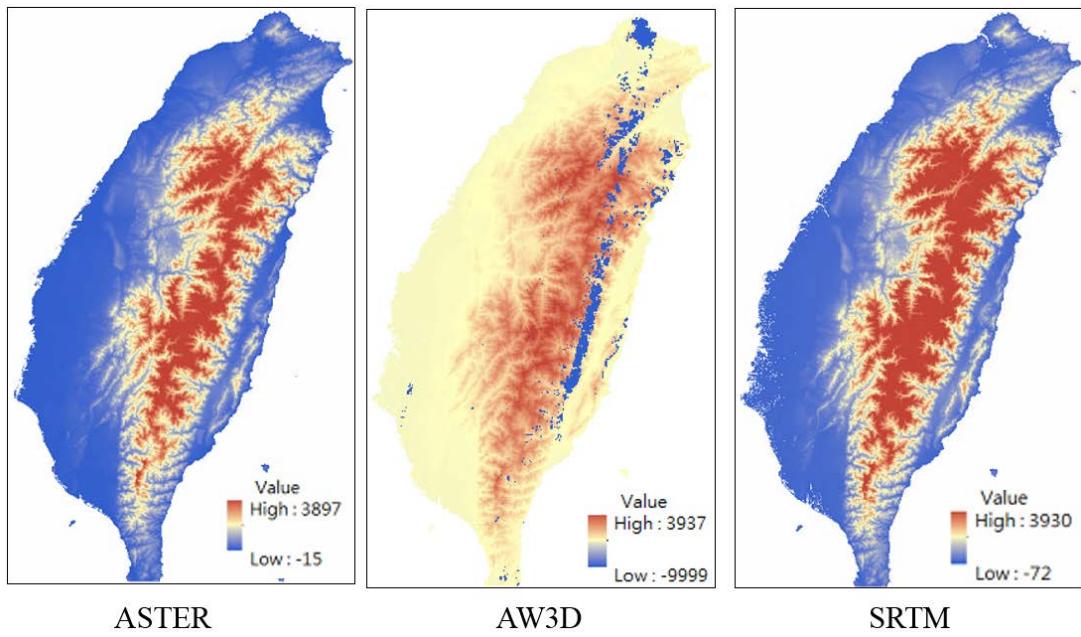 Value
High : 3897
Low : -15
Value
High : 3937
Low : -9999
Value
High : 3930
Low : -72
ASTER
AW3D
SRTM